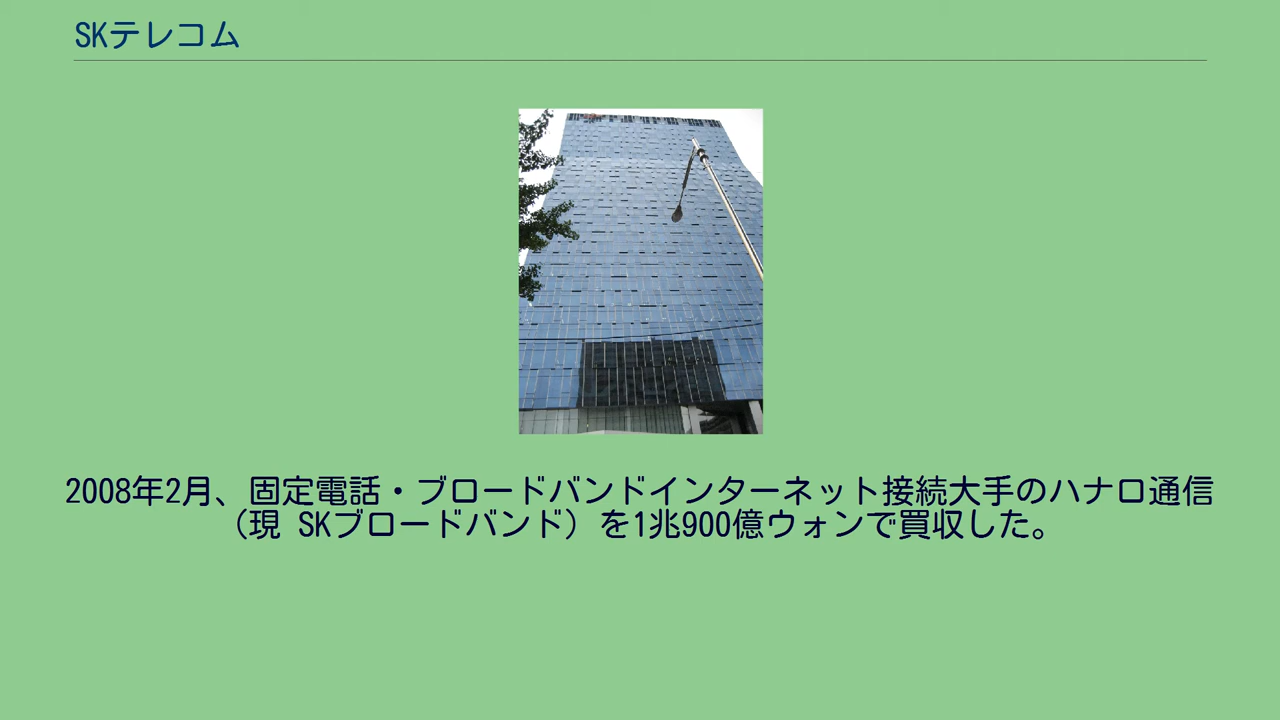 SKテレコム
2008年2月、固定電話・ブロードバンドインターネット接続大手のハナロ通信
（現 SKブロードバンド）を1兆900億ウォンで買収した。